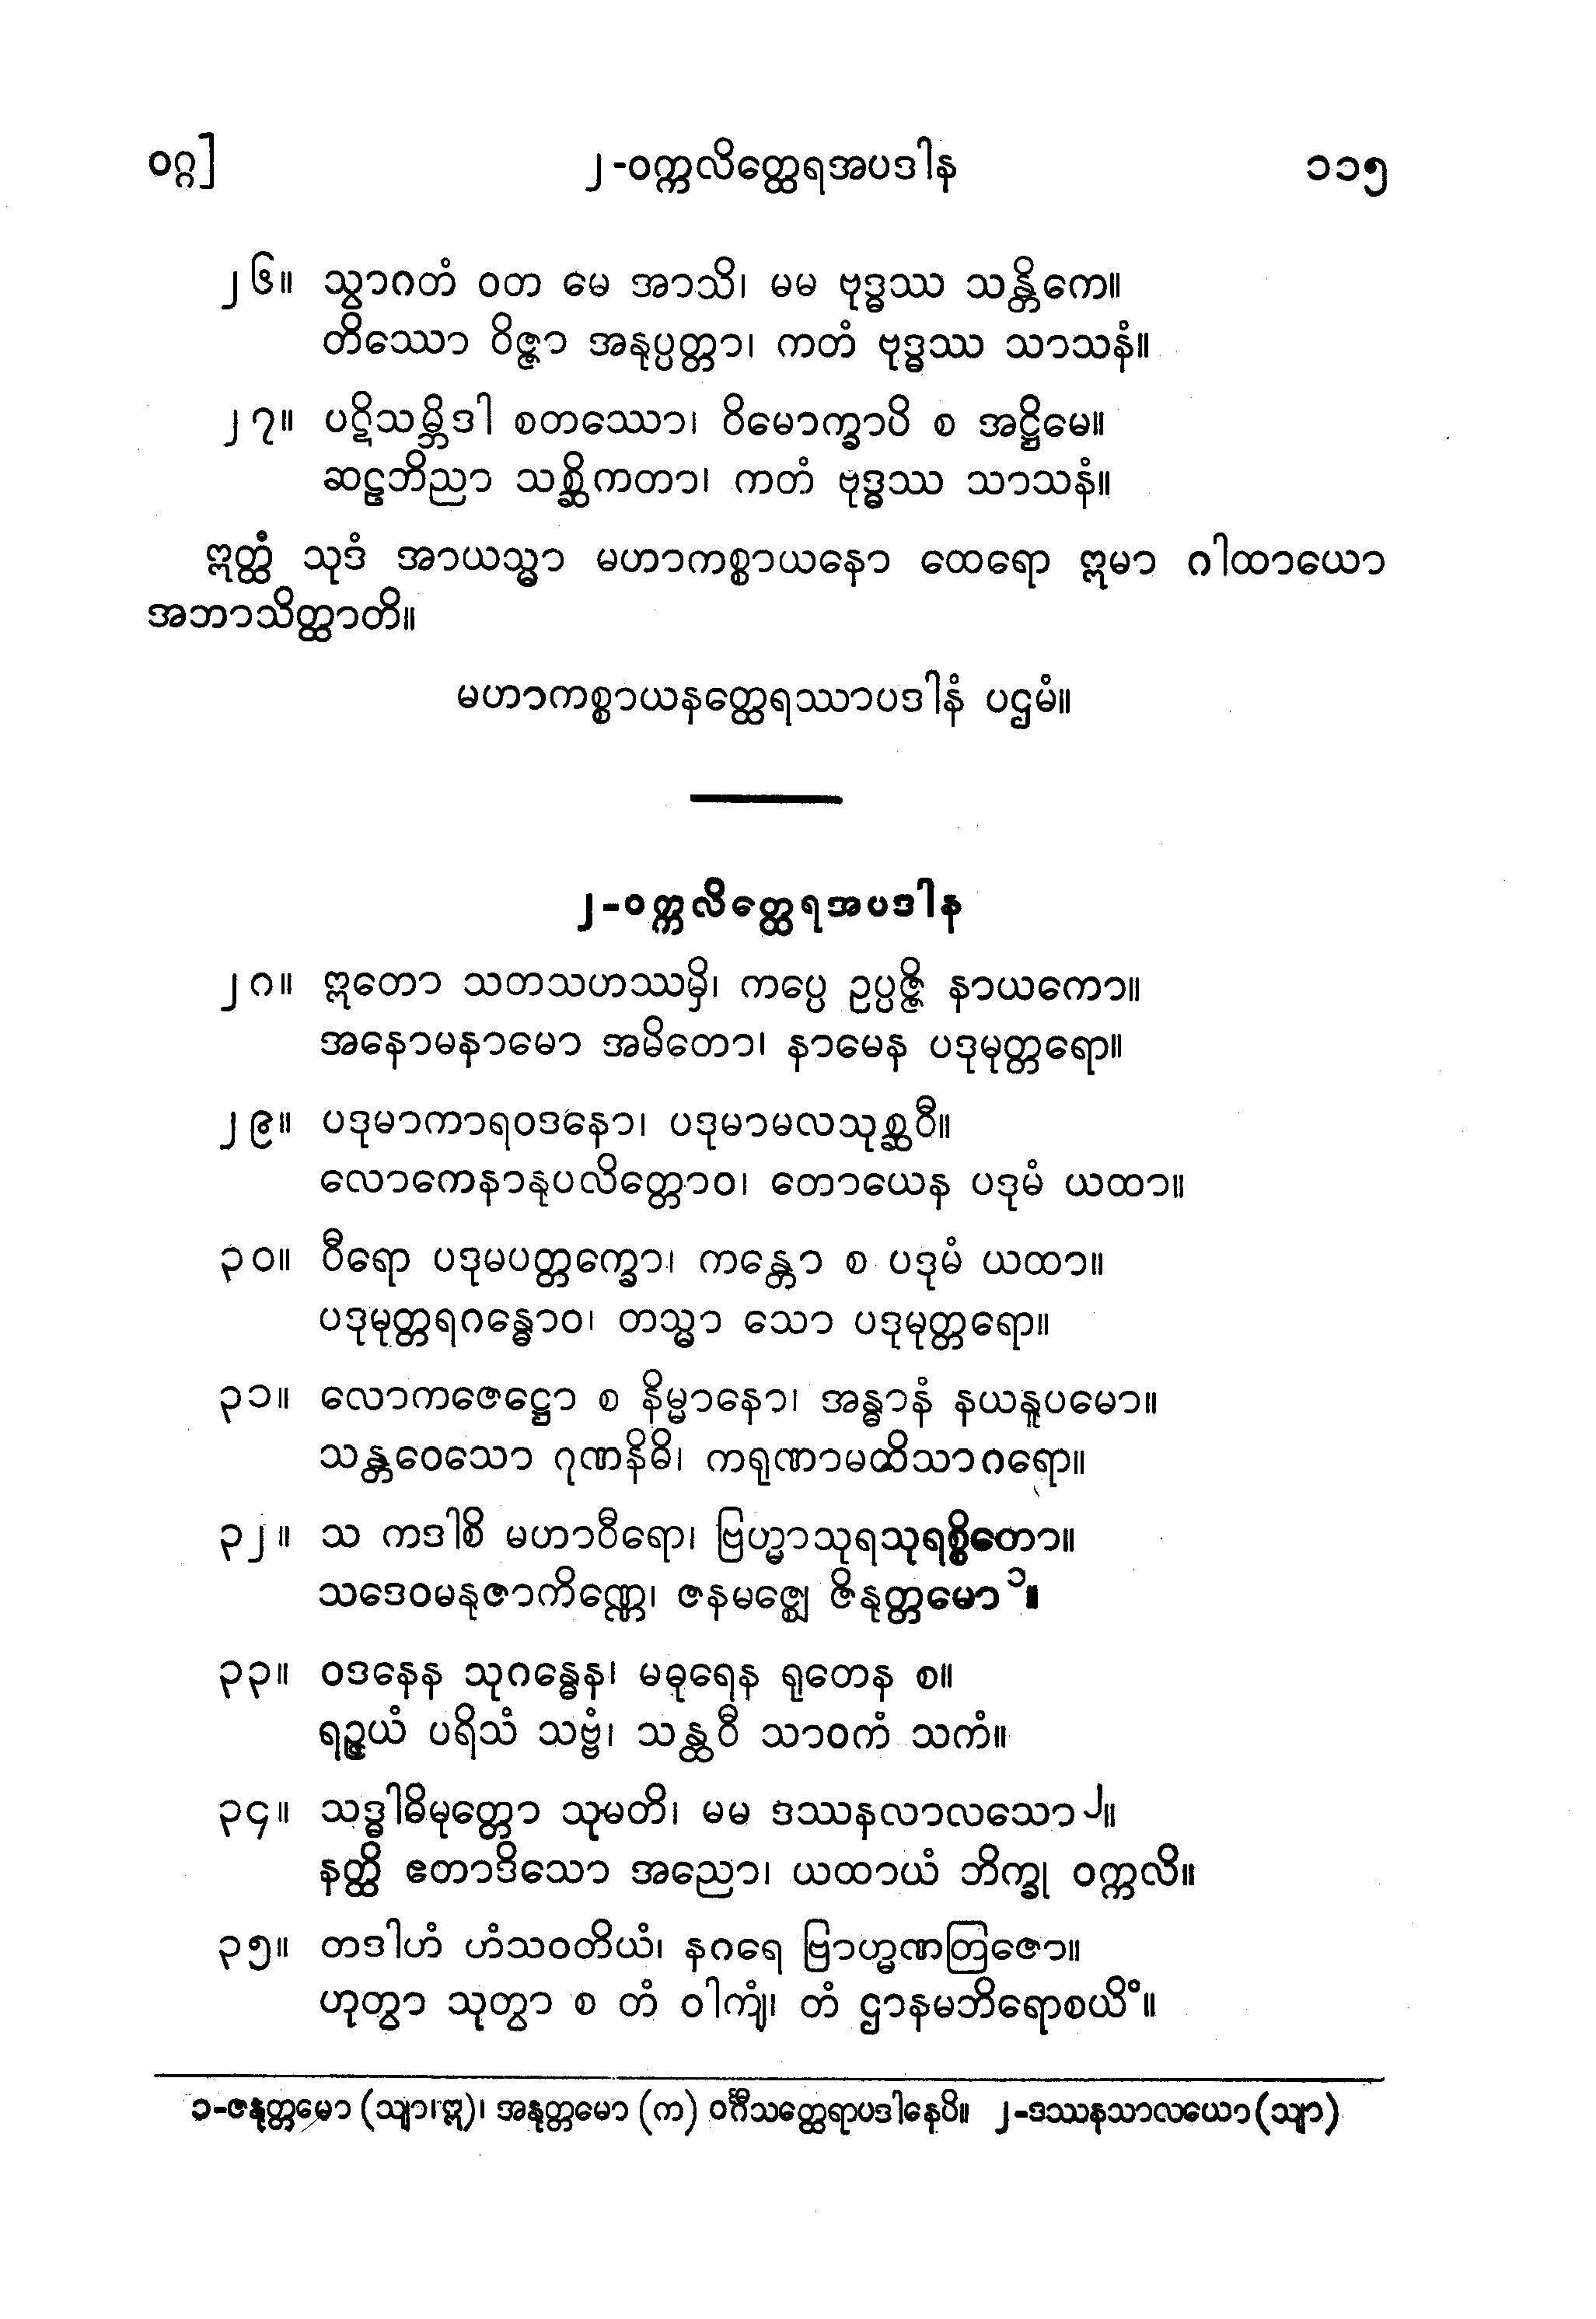 ဝဂ္ဂ]
၂-ဝက္ကလိတ္ထေရအပဒါန
၁၁၅
၂၆။ သွာဂတံ ဝတ မေ အာသိ၊ မမ ဗုဒ္ဓဿ သန္တိကေ။
တိဿော ဝိဇ္ဇာ အနုပ္ပတ္တာ၊ ကတံ ဗုဒ္ဓဿ သာသနံ။
၂၇။ ပဋိသမ္ဘိဒါ စတဿော၊ ဝိမောက္ခာပိ စ အဋ္ဌိမေ။
ဆဠဘိညာ သစ္ဆိကတာ၊ ကတံ ဗုဒ္ဓဿ သာသနံ။
ဣတ္ထံ သုဒံ အာယသ္မာ မဟာကစ္စာယနော ထေရော ဣမာ ဂါထာယော
အဘာသိတ္ထာတိ။
မဟာကစ္စာယနတ္ထေရဿာပဒါနံ ပဌမံ။
၂-ဝက္ကလိတ္ထေရအပဒါန
၂၈။ ဣတော သတသဟဿမှိ၊ ကပ္ပေ ဥပ္ပဇ္ဇိ နာယကော။
အနောမနာမော အမိတော၊ နာမေန ပဒုမုတ္တရော။
၂၉။ ပဒုမာကာရဝဒနော၊ ပဒုမာမလသုစ္ဆဝီ။
လောကေနာနုပလိတ္တောဝ၊ တောယေန ပဒုမံ ယထာ။
၃၀။ ဝီရော ပဒုမပတ္တက္ခော၊ ကန္တော စ ပဒုမံ ယထာ။
ပဒုမုတ္တရဂန္ဓောဝ၊ တသ္မာ သော ပဒုမုတ္တရော။
၃၁။ လောကဇေဋ္ဌော စ နိမ္မာနော၊ အန္ဓာနံ နယနူပမော။
သန္တဝေသော ဂုဏနိဓိ၊ ကရုဏာမတိသာဂရော။
၃၂။ သ ကဒါစိ မဟာဝီရော၊ ဗြဟ္မာသုရသုရစ္စိတော။
သဒေဝမနုဇာကိဏ္ဏေ၊ ဇနမဇ္ဈေ ဇိနုတ္တမော ၁။
၃၃။ ဝဒနေန သုဂန္ဓေန၊ မဓုရေန ရုတေန စ။
ရဉ္ဇယံ ပရိသံ သဗ္ဗံ၊ သန္ထဝီ သာဝကံ သကံ။
၃၄။ သဒ္ဓါဓိမုတ္တော သုမတိ၊ မမ ဒဿနလာလသော ၂။
နတ္ထိ ဧတာဒိသော အညော၊ ယထာယံ ဘိက္ခု ဝက္ကလိ။
၃၅။ တဒါဟံ ဟံသဝတိယံ၊ နဂရေ ဗြာဟ္မဏတြဇော။
ဟုတွာ သုတွာ စ တံ ဝါကျံ၊ တံ ဌာနမဘိရောစယိံ။
၁-ဇနုတ္တမော (သျာ၊ဣ)၊ အနုတ္တမော (က) ဝင်္ဂီသတ္ထေရာပဒါနေပိ။ ၂-ဒဿနသာလယော (သျာ)